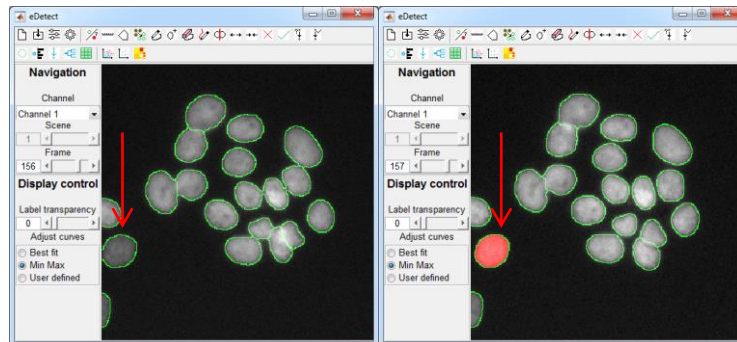 eDetect
Navigation
Channel
Channel 1
Scene
1
Frame
156
Display control
Label transparency
0
Adjust curves
Best fit
Min Max
User defined
eDetect
Navigation
Channel
Channel 1
Scene
1
Frame
157
Display control
Label transparency
0
Adjust curves
Best fit
Min Max
User defined